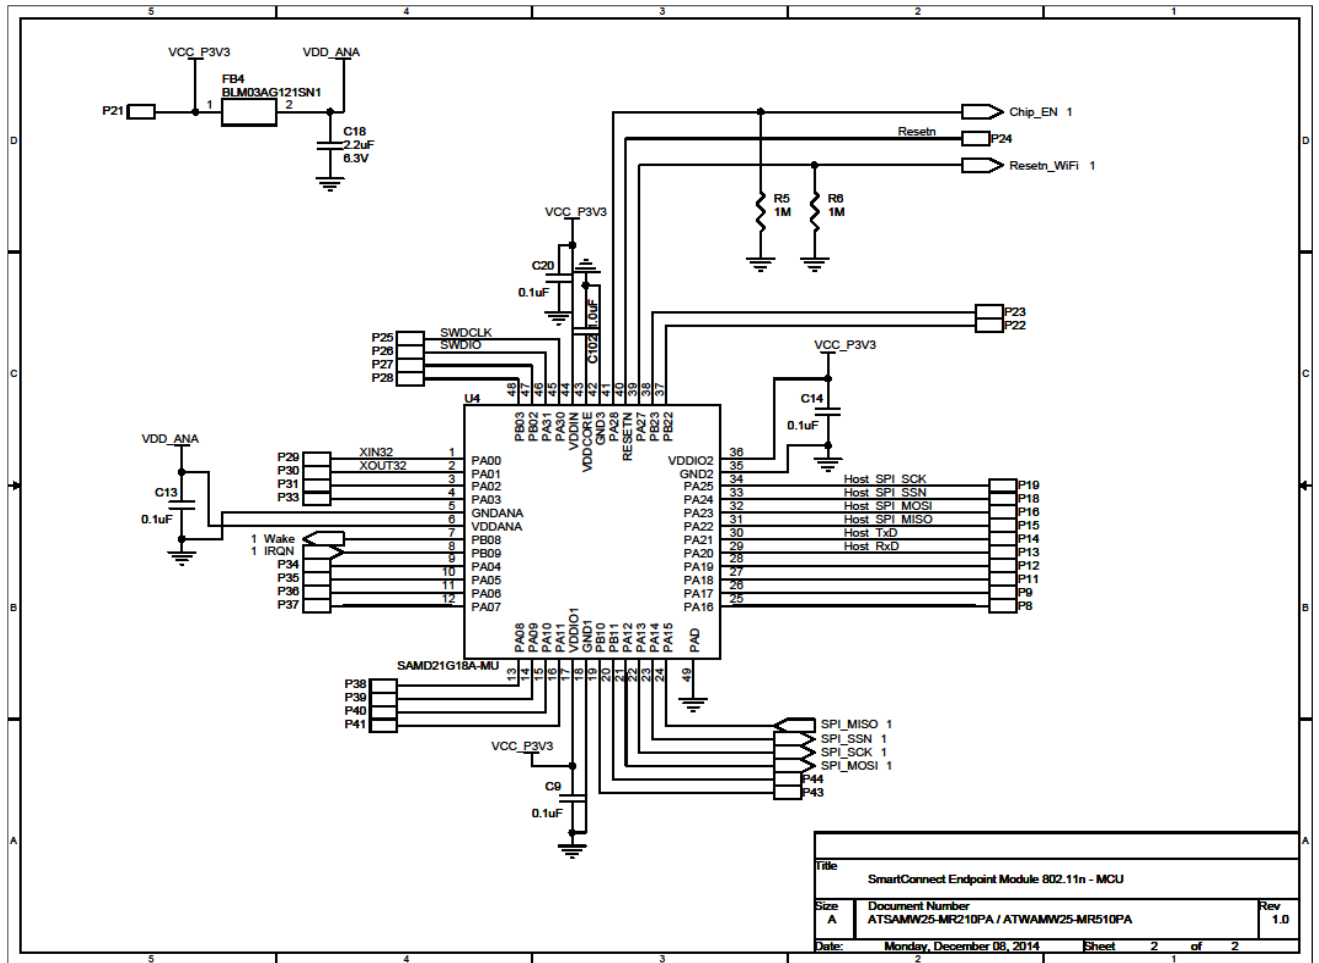 5 4 3 2 1
VCC_P3V3 VDD_ANA
FB4
BLM03AG121SN1
P21 1 2
C18
2.2uF
6.3V
Chip_EN 1
Resetn P24
Resetn_WiFi 1
D D
R5 R6
1M 1M
VCC_P3V3
C20
0.1uF
C102 1.0uF
P23
P22
P25 SWDCLK
P26 SWDIO
P27
P28
VCC_P3V3
C14
0.1uF
C C
48 47 46 45 44 43 42 41 40 39 38 37
U4
PB03 PB02 PA31 PA30 VDDIN VDDCORE GND3 PA28 RESETN PA27 PB23 PB22
VDD_ANA
C13
0.1uF
P29 XIN32 1 PA00
P30 XOUT32 2 PA01
P31 3 PA02
P33 4 PA03
5 GNDANA
6 VDDANA
1 Wake 7 PB08
1 IRQN 8 PB09
P34 9 PA04
P35 10 PA05
P36 11 PA06
P37 12 PA07
VDDIO2 36
GND2 35
PA25 34 Host_SPI_SCK P19
PA24 33 Host_SPI_SSN P18
PA23 32 Host_SPI_MOSI P16
PA22 31 Host_SPI_MISO P15
PA21 30 Host_TxD P14
PA20 29 Host_RxD P13
PA19 28 P12
PA18 27 P11
PA17 26 P9
PA16 25 P8
B B
PA08 PA09 PA10 PA11 VDDIO1 GND1 PB10 PB11 PA12 PA13 PA14 PA15 PAD
SAMD21G18A-MU
13 14 15 16 17 18 19 20 21 22 23 24 49
P38
P39
P40
P41
VCC_P3V3
C9
0.1uF
SPI_MISO 1
SPI_SSN 1
SPI_SCK 1
SPI_MOSI 1
P44
P43
A A
Title
SmartConnect Endpoint Module 802.11n - MCU
Size Document Number Rev
A ATSAMW25-MR210PA / ATWAMW25-MR510PA 1.0
Date: Monday, December 08, 2014 Sheet 2 of 2
5 4 3 2 1